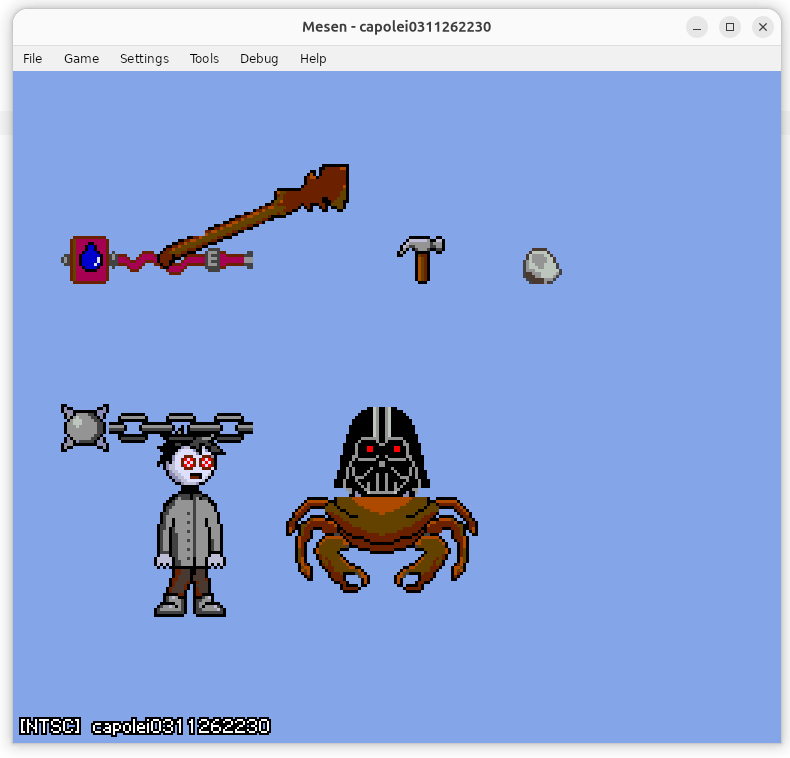 Mesen - capolei0311262230
File Game Settings Tools Debug Help
[NTSC] capolei0311262230